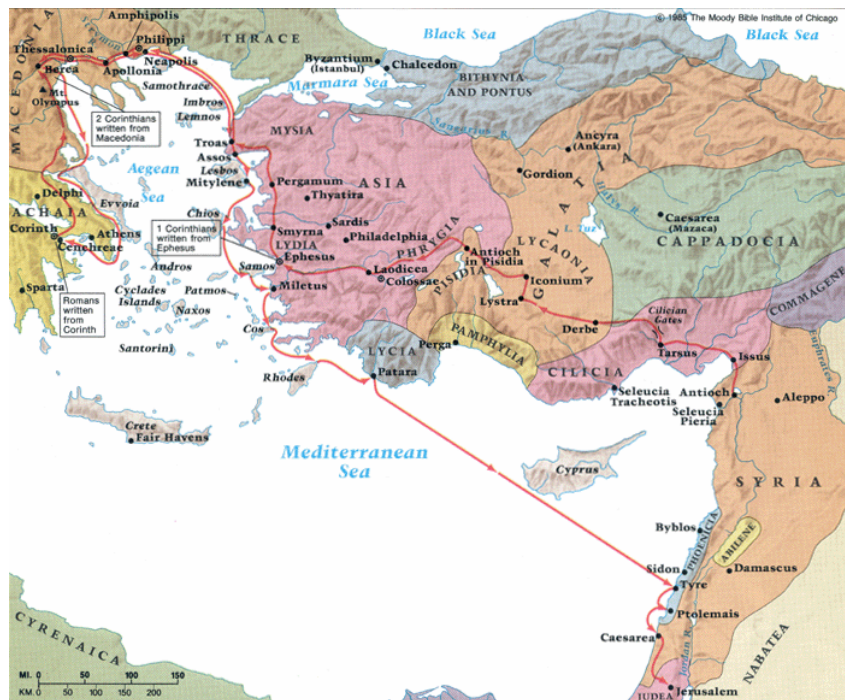 © 1985 The Moody Bible Institute of Chicago
Amphipolis
Strymon R.
Philippi
Thessalonica
Neapolis
Berea
Apollonia
Mt.
Olympus
MACEDONIA
THRACE
Black Sea
Black Sea
Byzantium
(Istanbul)
Chalcedon
Marmara Sea
BITHYNIA
AND PONTUS
Sangarius R.
Samothrace
Imbros
Lemnos
2 Corinthians
written from
Macedonia
MYSIA
Troas
Assos
Lesbos
Mitylene
Aegean
Sea
Pergamum
ASIA
Thyatira
Ancyra
(Ankara)
Gordion
Halys R.
GALATIA
Delphi
Evvoia
Chios
ACHAIA
Corinth
Athens
Cenchreae
1 Corinthians
written from
Ephesus
Smyrna
Sardis
LYDIA
Philadelphia
Ephesus
PHRYGIA
Antioch
in Pisidia
LYCAONIA
L. Tuz
Caesarea
(Mazaca)
CAPPADOCIA
Andros
Samos
Laodicea
Colossae
PISIDIA
Iconium
Sparta
Romans
written
from
Corinth
Cyclades
Islands
Patmos
Miletus
Naxos
Lystra
Derbe
Cilician
Gates
COMMAGENE
Cos
Santorini
LYCIA
Perga
PAMPHYLIA
Tarsus
Issus
Euphrates R.
Rhodes
Patara
CILICIA
Seleucia
Tracheotis
Antioch
Seleucia
Pieria
Aleppo
Crete
Fair Havens
Mediterranean
Sea
Cyprus
SYRIA
Byblos
PHOENICIA
ABILENE
Sidon
Damascus
Tyre
Ptolemais
CYRENAICA
Caesarea
Jordan R.
NABATEA
MI. 0 50 100 150
KM. 0 50 100 150 200
Jerusalem
JUDEA